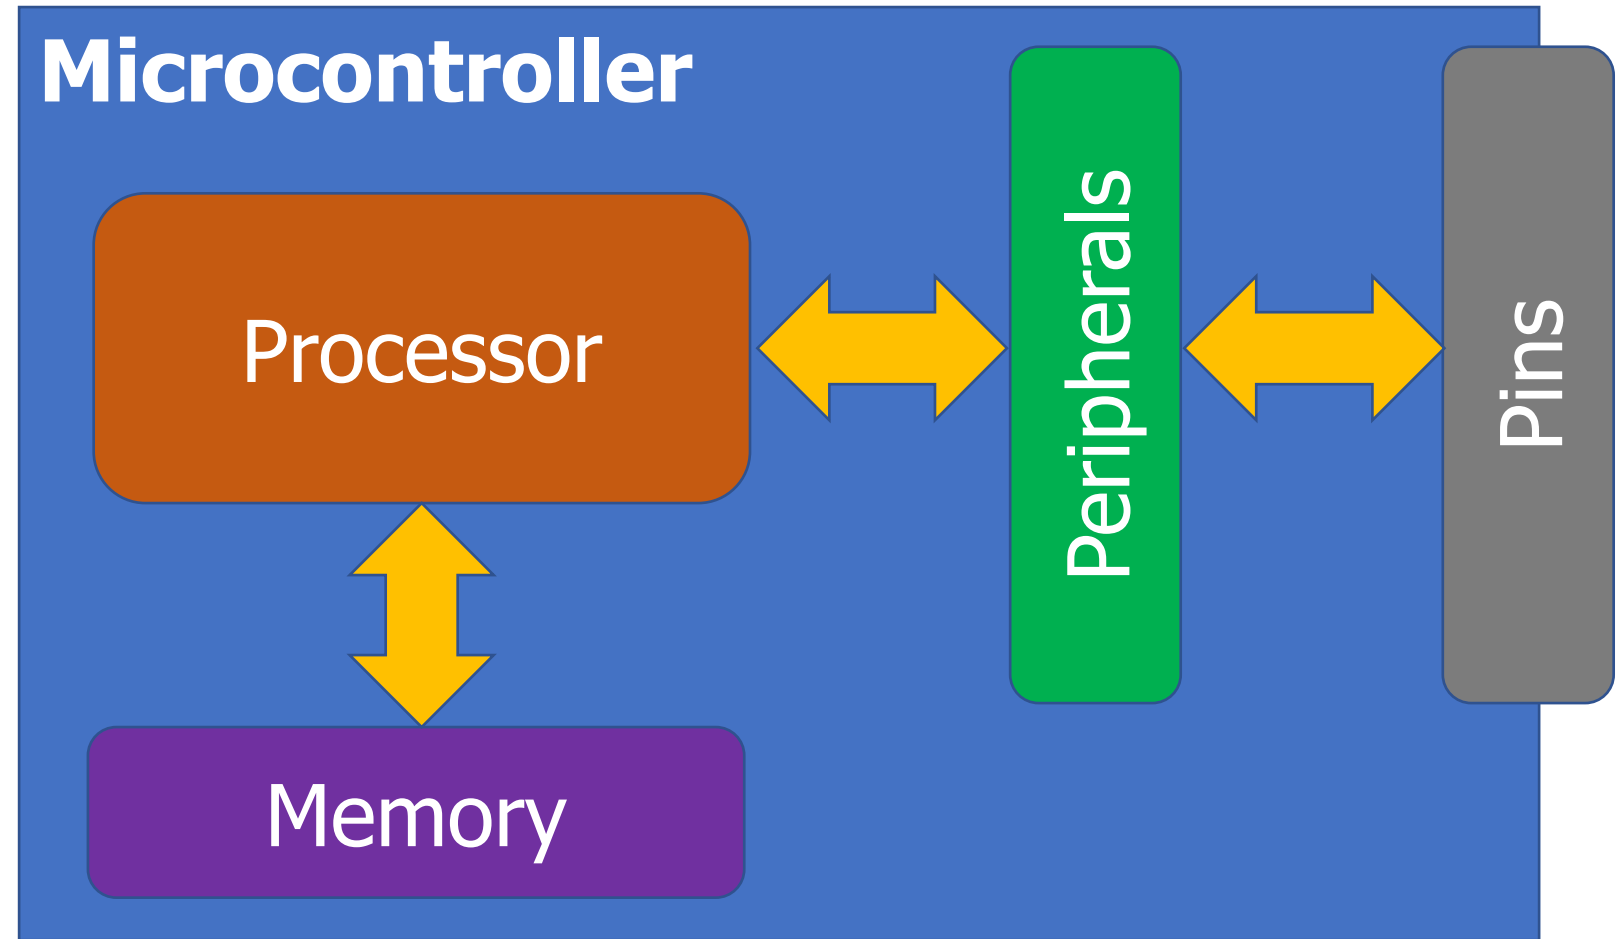 Microcontroller
Processor
Peripherals
Pins
Memory